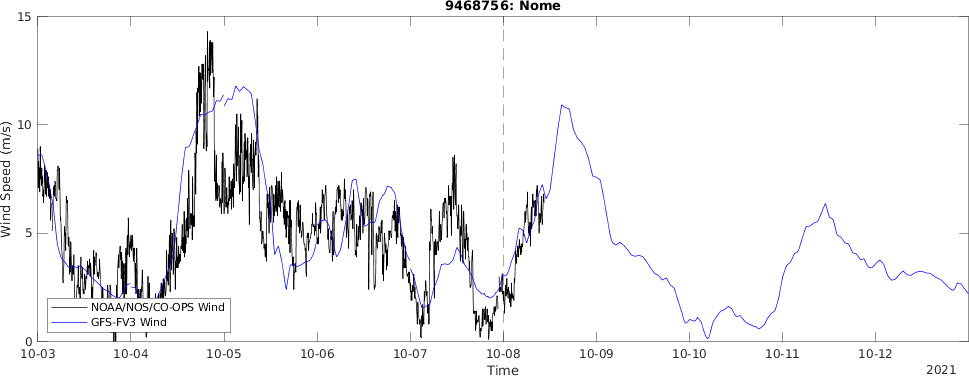 9468756: Nome
15
10
5
0
Wind Speed (m/s)
NOAA/NOS/CO-OPS Wind
GFS-FV3 Wind
10-03 10-04 10-05 10-06 10-07 10-08 10-09 10-10 10-11 10-12
Time
2021